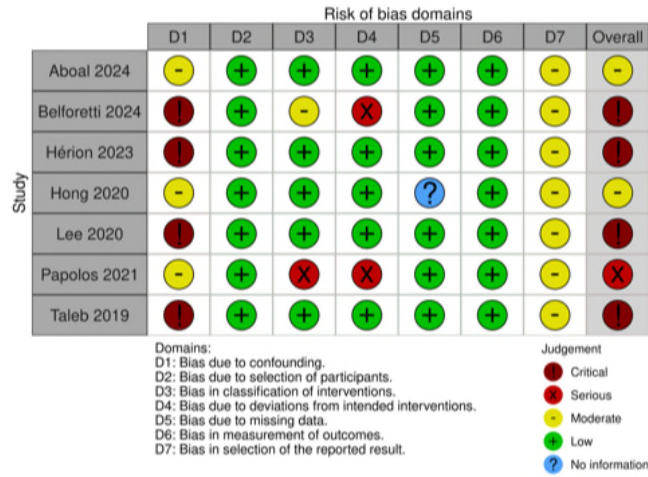 Risk of bias domains
D1 D2 D3 D4 D5 D6 D7 Overall
Study
Aboal 2024 - + + + + + - -
Belforetti 2024 ! + - X + + - !
Hérion 2023 ! + + + + + - !
Hong 2020 - + + + ? + - -
Lee 2020 ! + + + + + - !
Papolos 2021 - + X X + + - X
Taleb 2019 ! + + + + + - !
Domains:
D1: Bias due to confounding.
D2: Bias due to selection of participants.
D3: Bias in classification of interventions.
D4: Bias due to deviations from intended interventions.
D5: Bias due to missing data.
D6: Bias in measurement of outcomes.
D7: Bias in selection of the reported result.
Judgement
! Critical
X Serious
- Moderate
+ Low
? No information